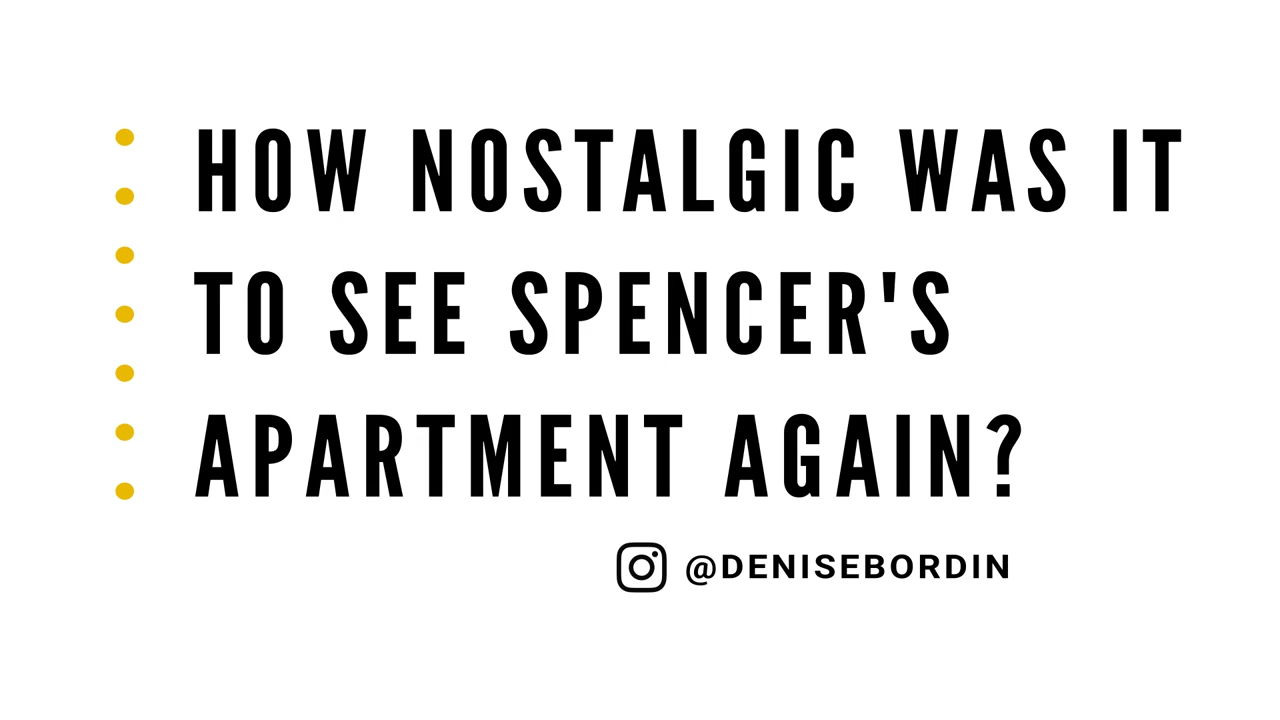 HOW NOSTALGIC WAS IT
TO SEE SPENCER'S
APARTMENT AGAIN?
@DENISEBORDIN